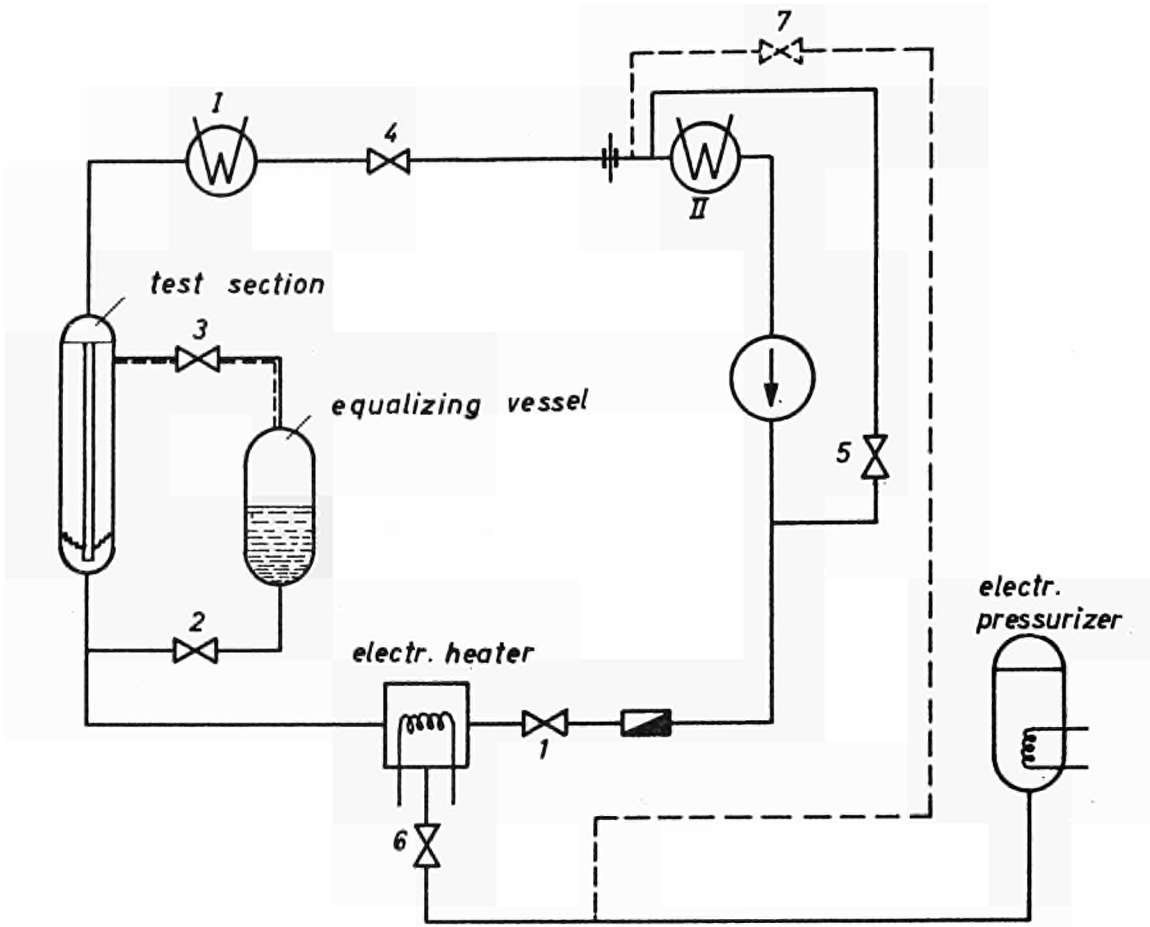 7
I
4
II
test section
3
equalizing vessel
5
2
electr. heater
electr.
pressurizer
1
6